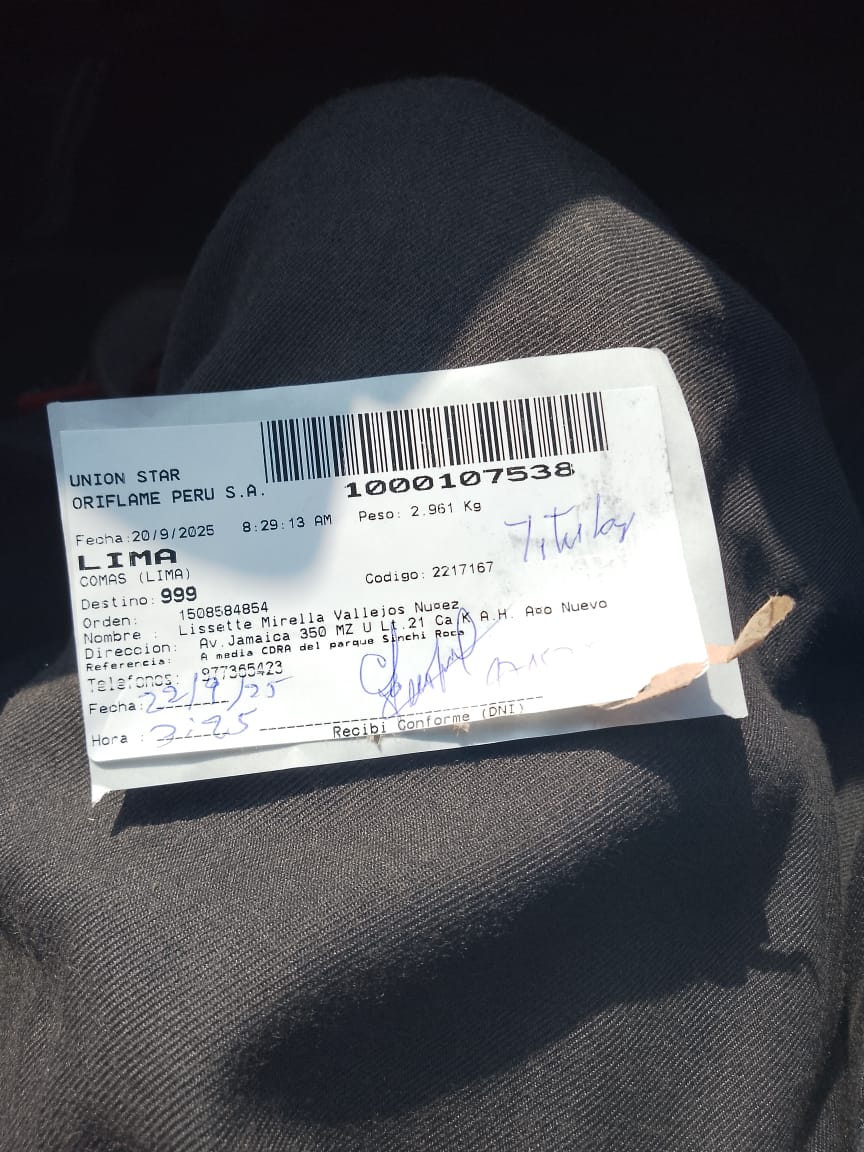 UNION STAR
ORIFLAME PERU S.A.
1000107538
Fecha:20/9/2025 8:29:13 AM Peso: 2.961 Kg
Titular
LIMA
COMAS (LIMA)
Codigo: 2217167
Destino: 999
Orden: 1508584854
Nombre : Lissette Mirella Vallejos Nuσez
Direccion: Av.Jamaica 350 MZ U Lt.21 Ca K A.H. Aσo Nuevo
Referencia: A media CDRA del parque Sinchi Roca
Telefonos: 977365423
Fecha: 22/9/25
Hora : 3:25
Recibi Conforme (DNI)